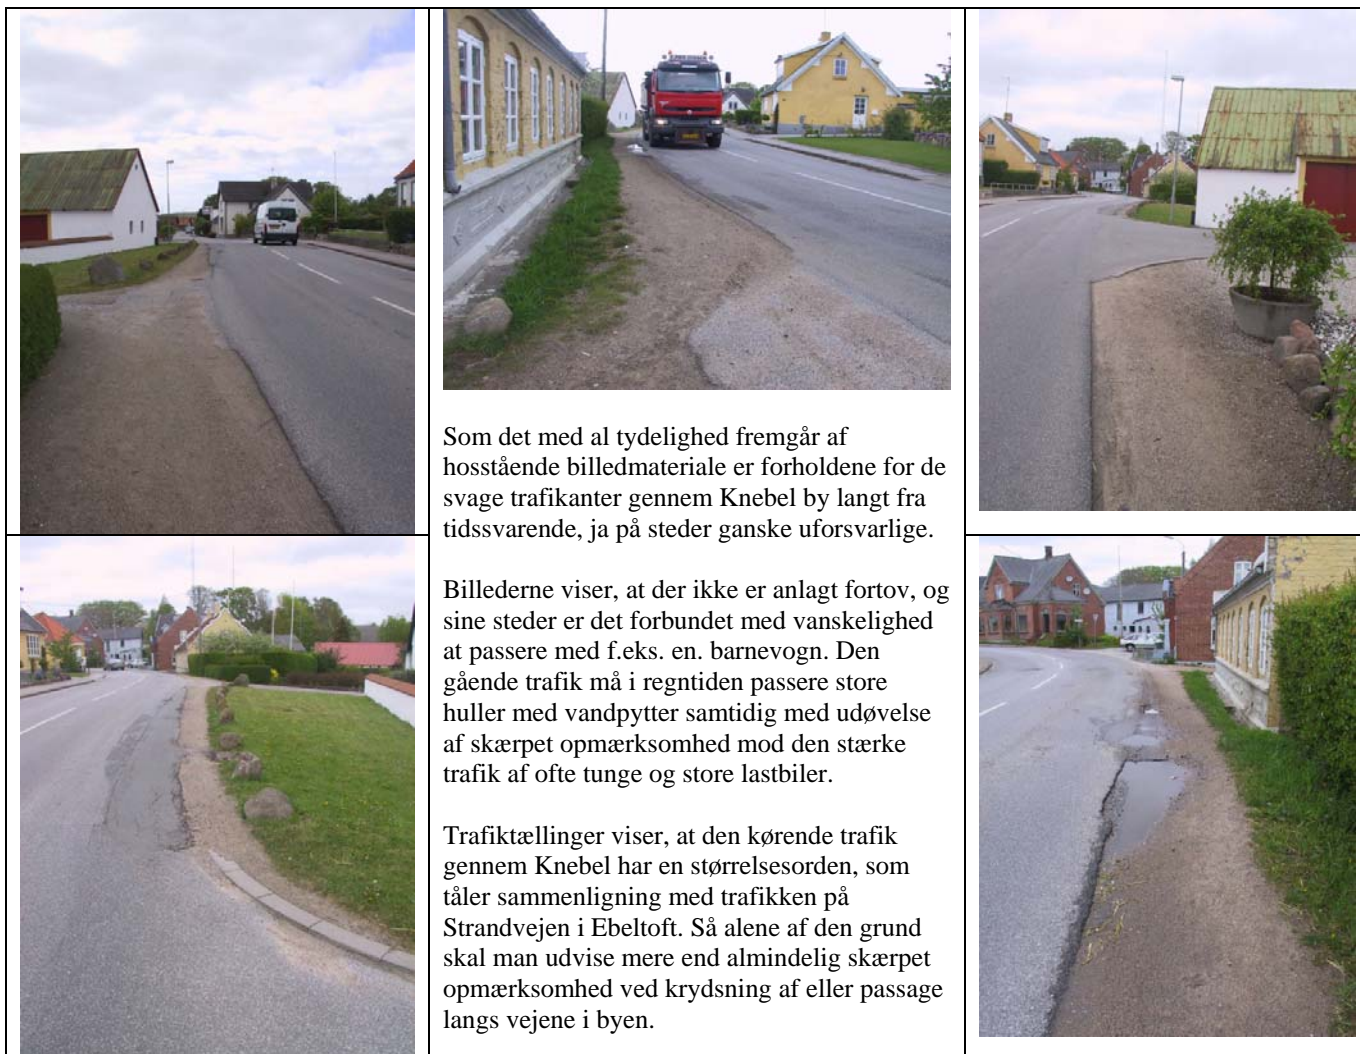 Som det med al tydelighed fremgår af
hosstående billedmateriale er forholdene for de
svage trafikanter gennem Knebel by langt fra
tidssvarende, ja på steder ganske uforsvarlige.
Billederne viser, at der ikke er anlagt fortov, og
sine steder er det forbundet med vanskelighed
at passere med f.eks. en. barnevogn. Den
gående trafik må i regntiden passere store
huller med vandpytter samtidig med udøvelse
af skærpet opmærksomhed mod den stærke
trafik af ofte tunge og store lastbiler.
Trafiktællinger viser, at den kørende trafik
gennem Knebel har en størrelsesorden, som
tåler sammenligning med trafikken på
Strandvejen i Ebeltoft. Så alene af den grund
skal man udvise mere end almindelig skærpet
opmærksomhed ved krydsning af eller passage
langs vejene i byen.